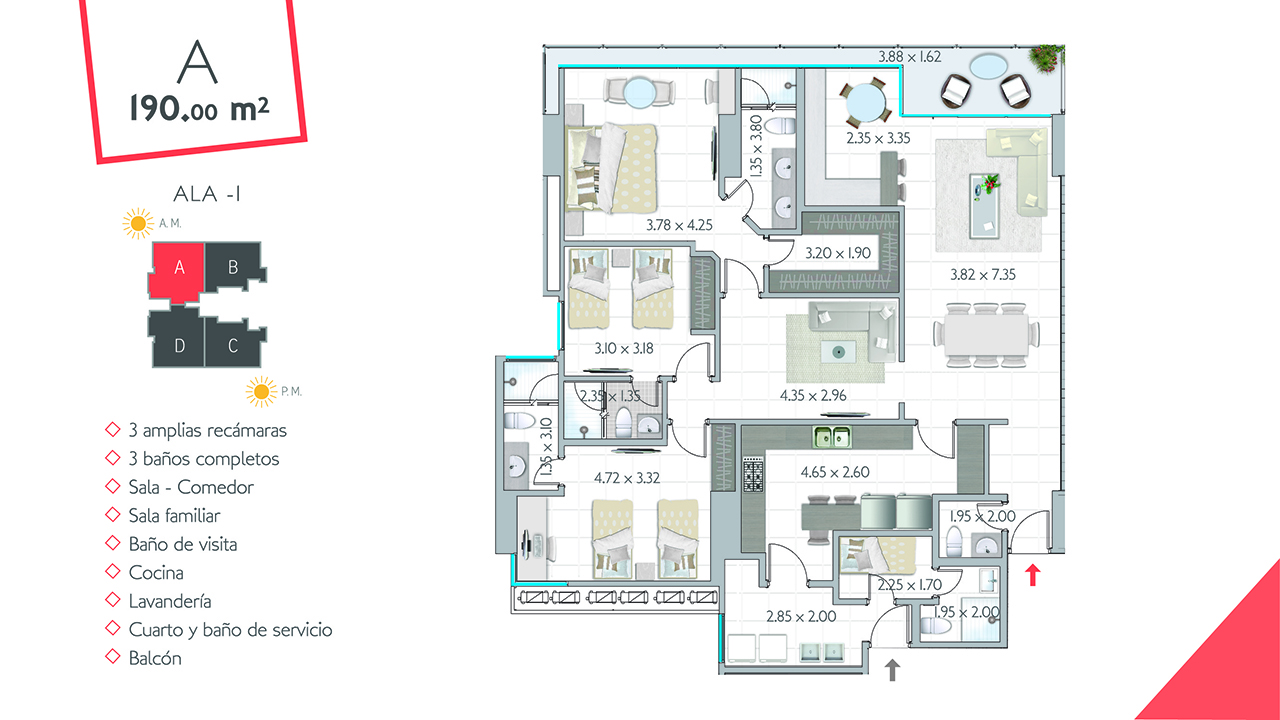 A
190.00 m²
ALA -I
A.M.
A
B
D
C
P.M.
3 amplias recámaras
3 baños completos
Sala - Comedor
Sala familiar
Baño de visita
Cocina
Lavandería
Cuarto y baño de servicio
Balcón
3.88 x 1.62
2.35 x 3.35
1.35 x 3.80
3.78 x 4.25
3.20 x 1.90
3.82 x 7.35
3.10 x 3.18
4.35 x 2.96
2.35 x 1.35
1.35 x 3.10
4.72 x 3.32
4.65 x 2.60
1.95 x 2.00
2.25 x 1.70
2.85 x 2.00
1.95 x 2.00